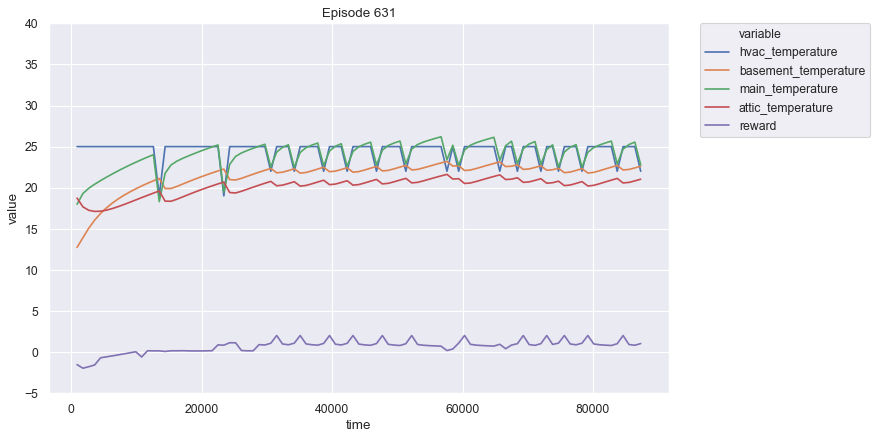 Episode 631
variable
hvac_temperature
basement_temperature
main_temperature
attic_temperature
reward
value
40
35
30
25
20
15
10
5
0
−5
0 20000 40000 60000 80000
time